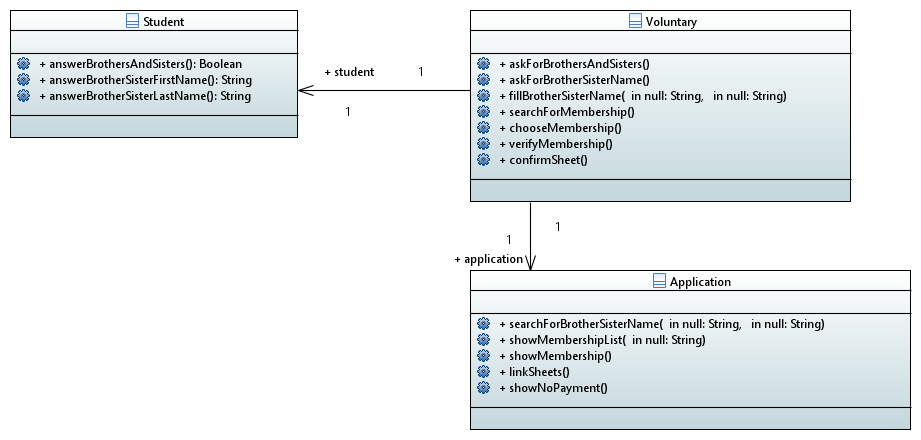 Student
+ answerBrothersAndSisters(): Boolean
+ answerBrotherSisterFirstName(): String
+ answerBrotherSisterLastName(): String
Voluntary
+ askForBrothersAndSisters()
+ askForBrotherSisterName()
+ fillBrotherSisterName(  in null: String,   in null: String)
+ searchForMembership()
+ chooseMembership()
+ verifyMembership()
+ confirmSheet()
+ student
1
1
1
1
+ application
Application
+ searchForBrotherSisterName(  in null: String,   in null: String)
+ showMembershipList(  in null: String)
+ showMembership()
+ linkSheets()
+ showNoPayment()